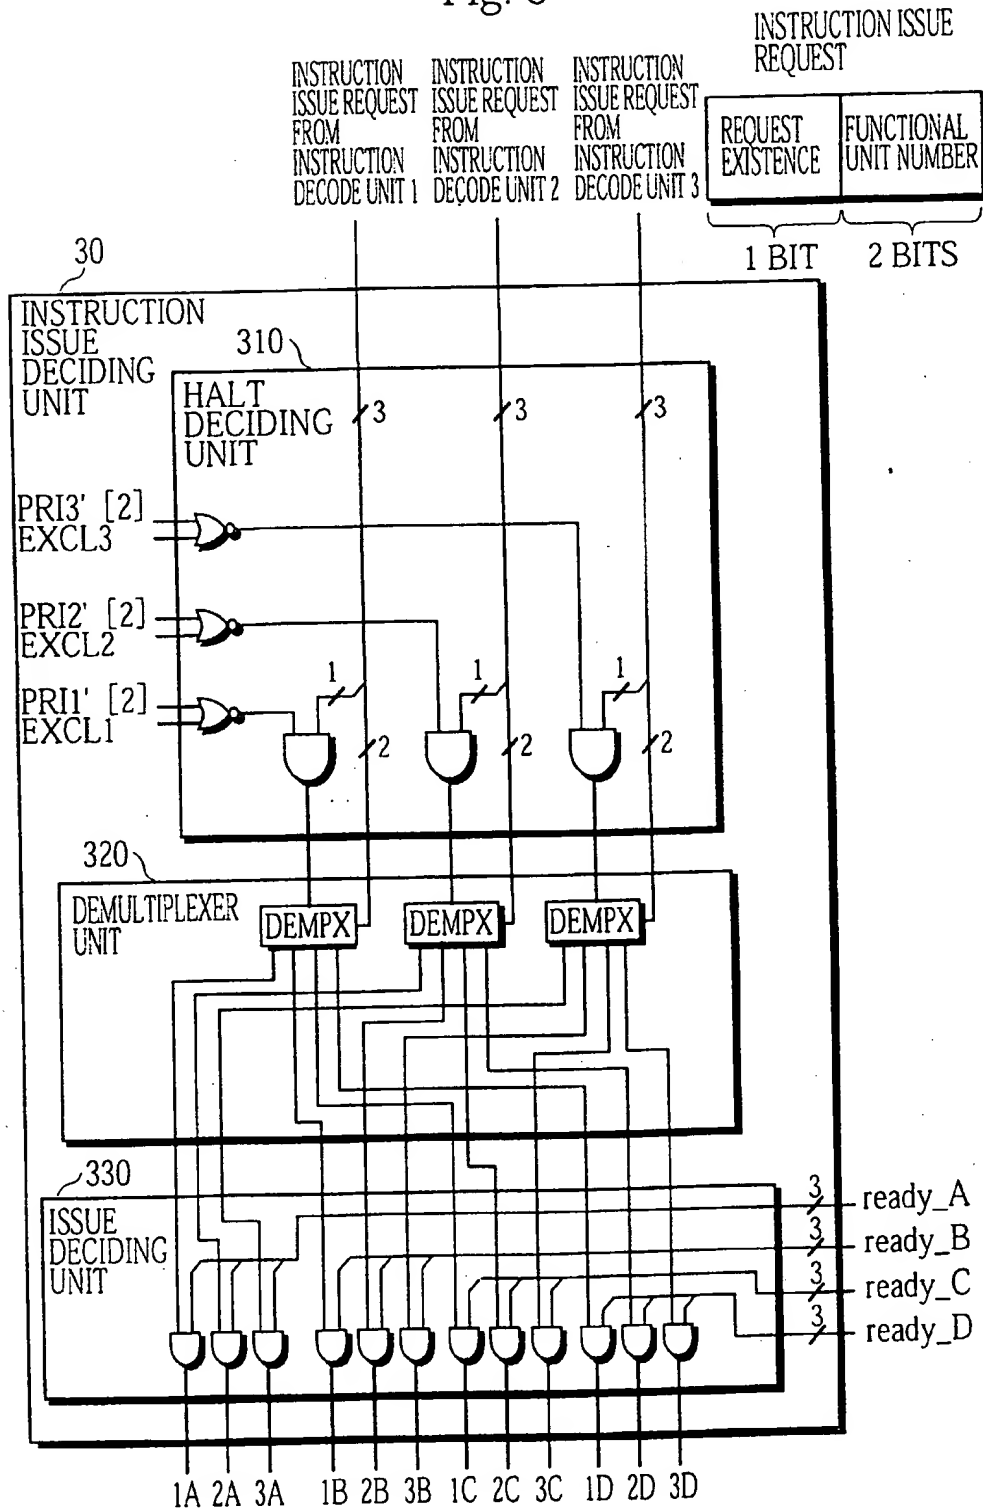 Fig.
INSTRUCTION ISSUE
REQUEST
REQUEST
EXISTENCE
FUNCTIONAL
UNIT NUMBER
1 BIT
2 BITS
INSTRUCTION
ISSUE REQUEST
FROM
INSTRUCTION
DECODE UNIT 1
INSTRUCTION
ISSUE REQUEST
FROM
INSTRUCTION
DECODE UNIT 2
INSTRUCTION
ISSUE REQUEST
FROM
INSTRUCTION
DECODE UNIT 3
30
INSTRUCTION
ISSUE
DECIDING
UNIT
310
HALT
DECIDING
UNIT
3
3
3
PRI3' [2]
EXCL3
PRI2' [2]
EXCL2
PRI1' [2]
EXCL1
1
1
1
2
2
2
320
DEMULTIPLEXER
UNIT
DEMPX
DEMPX
DEMPX
330
ISSUE
DECIDING
UNIT
3
ready_A
3
ready_B
3
ready_C
3
ready_D
1A 2A 3A 1B 2B 3B 1C 2C 3C 1D 2D 3D